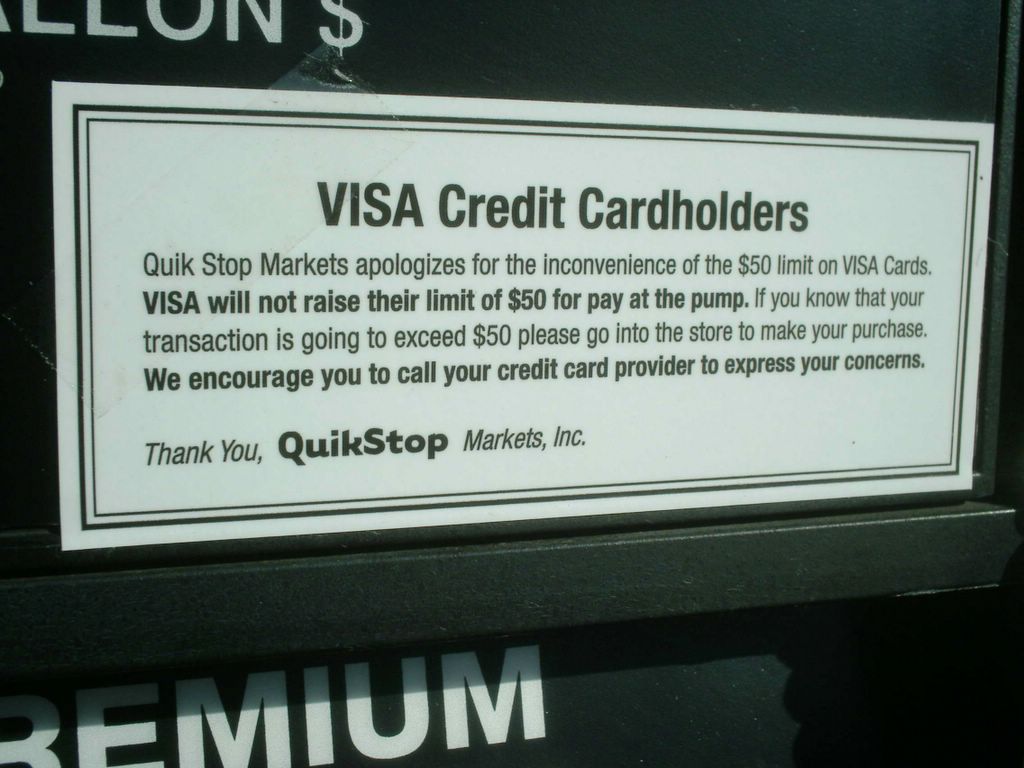 ALLON $
VISA Credit Cardholders
Quik Stop Markets apologizes for the inconvenience of the $50 limit on VISA Cards.
VISA will not raise their limit of $50 for pay at the pump. If you know that your
transaction is going to exceed $50 please go into the store to make your purchase.
We encourage you to call your credit card provider to express your concerns.
Thank You, QuikStop Markets, Inc.
REMIUM